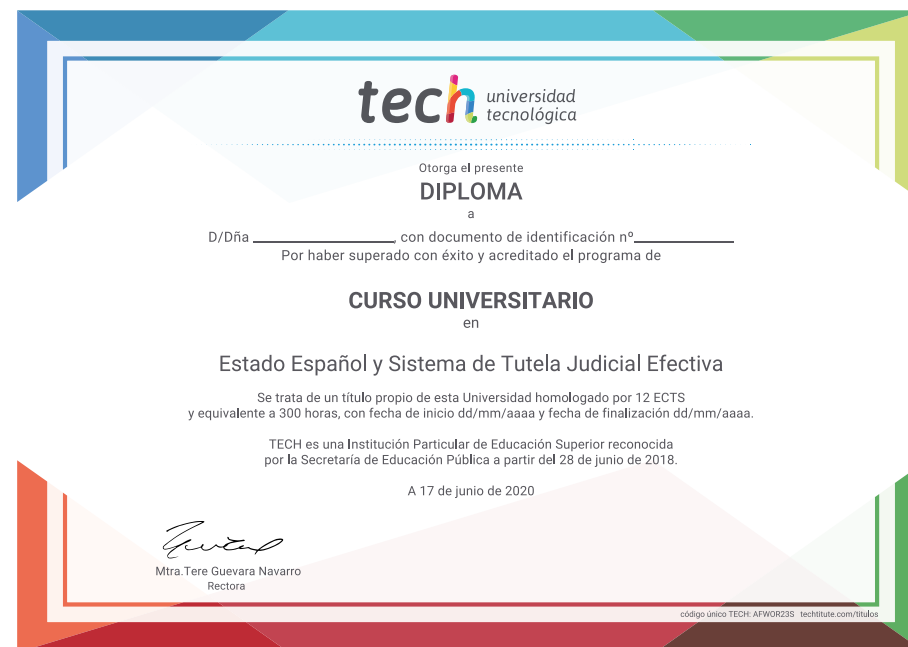 tech universidad
tecnológica
Otorga el presente
DIPLOMA
a
D/Dña ____________________, con documento de identificación nº______________
Por haber superado con éxito y acreditado el programa de
CURSO UNIVERSITARIO
en
Estado Español y Sistema de Tutela Judicial Efectiva
Se trata de un título propio de esta Universidad homologado por 12 ECTS
y equivalente a 300 horas, con fecha de inicio dd/mm/aaaa y fecha de finalización dd/mm/aaaa.
TECH es una Institución Particular de Educación Superior reconocida
por la Secretaría de Educación Pública a partir del 28 de junio de 2018.
A 17 de junio de 2020
Mtra.Tere Guevara Navarro
Rectora
código único TECH: AFWOR23S techtitute.com/titulos